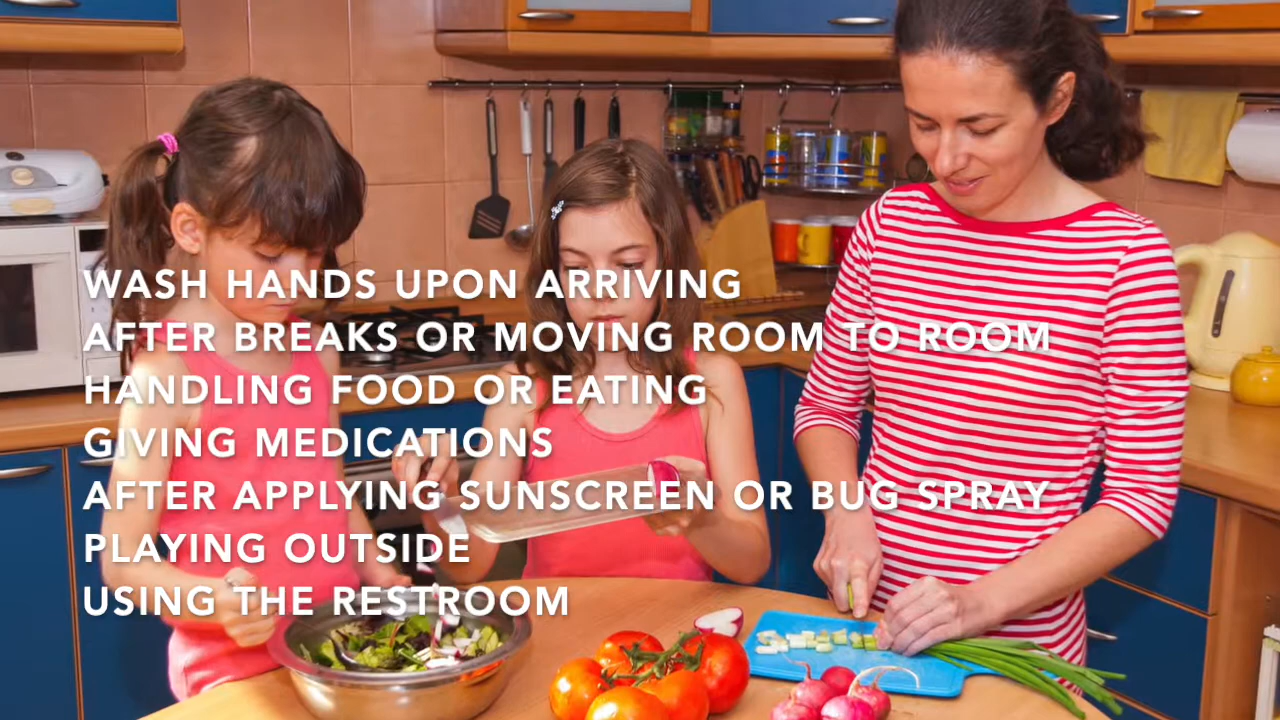 WASH HANDS UPON ARRIVING
AFTER BREAKS OR MOVING ROOM TO ROOM
HANDLING FOOD OR EATING
GIVING MEDICATIONS
AFTER APPLYING SUNSCREEN OR BUG SPRAY
PLAYING OUTSIDE
USING THE RESTROOM